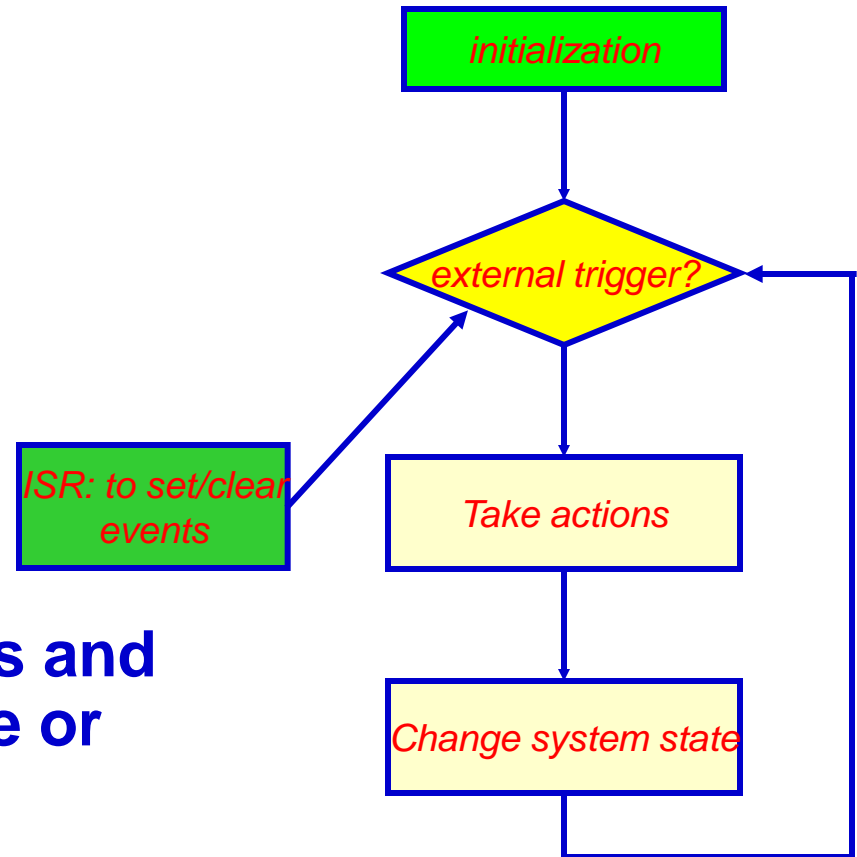 initialization
external trigger?
ISR: to set/clear
events
Take actions
s and
e or
Change system state